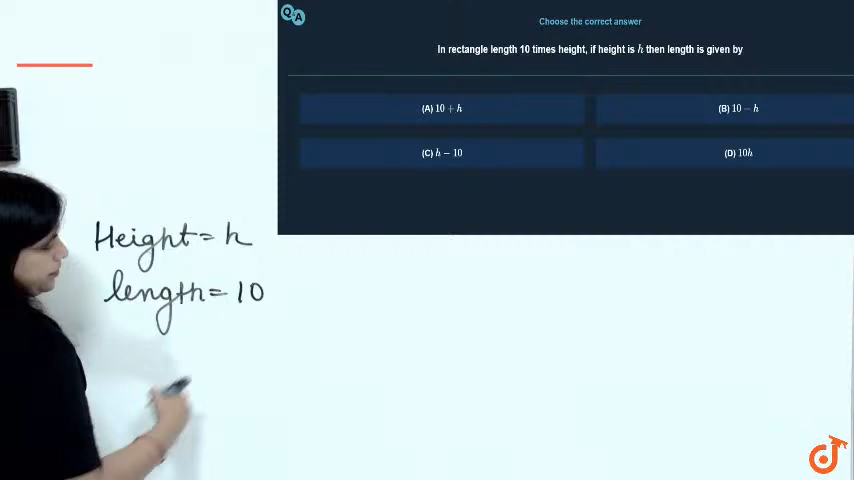 Q A
Choose the correct answer
In rectangle length 10 times height, if height is h then length is given by
(A) 10 + h
(B) 10 − h
(C) h − 10
(D) 10h
Height = h
length = 10